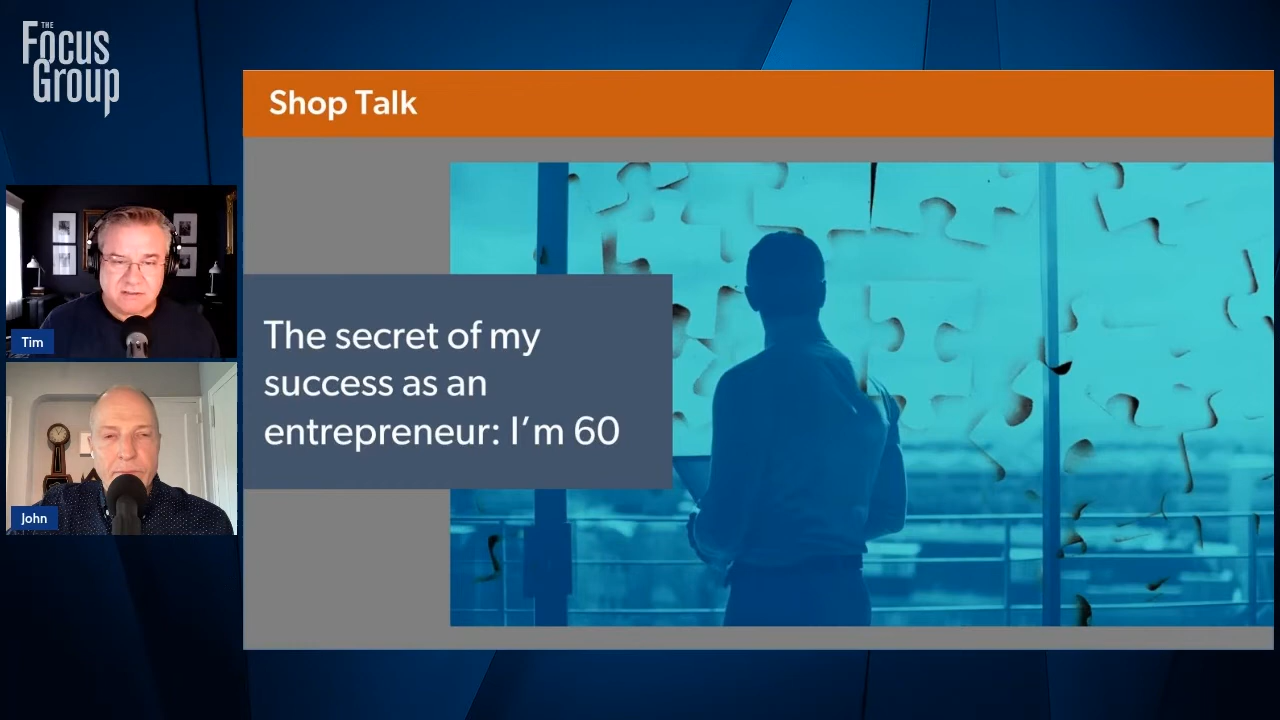 THE
FOCUS
Group
Shop Talk
The secret of my
success as an
entrepreneur: I’m 60
Tim
John